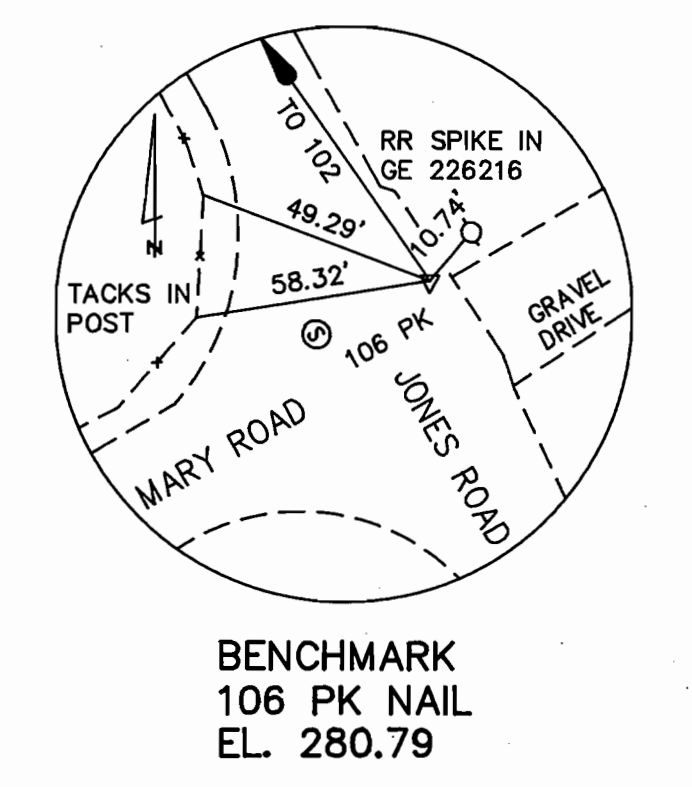 TO 102
RR SPIKE IN
GE 226216
49.29'
10.74'
N
58.32'
TACKS IN
POST
GRAVEL
DRIVE
S
106 PK
JONES ROAD
MARY ROAD
BENCHMARK
106 PK NAIL
EL. 280.79